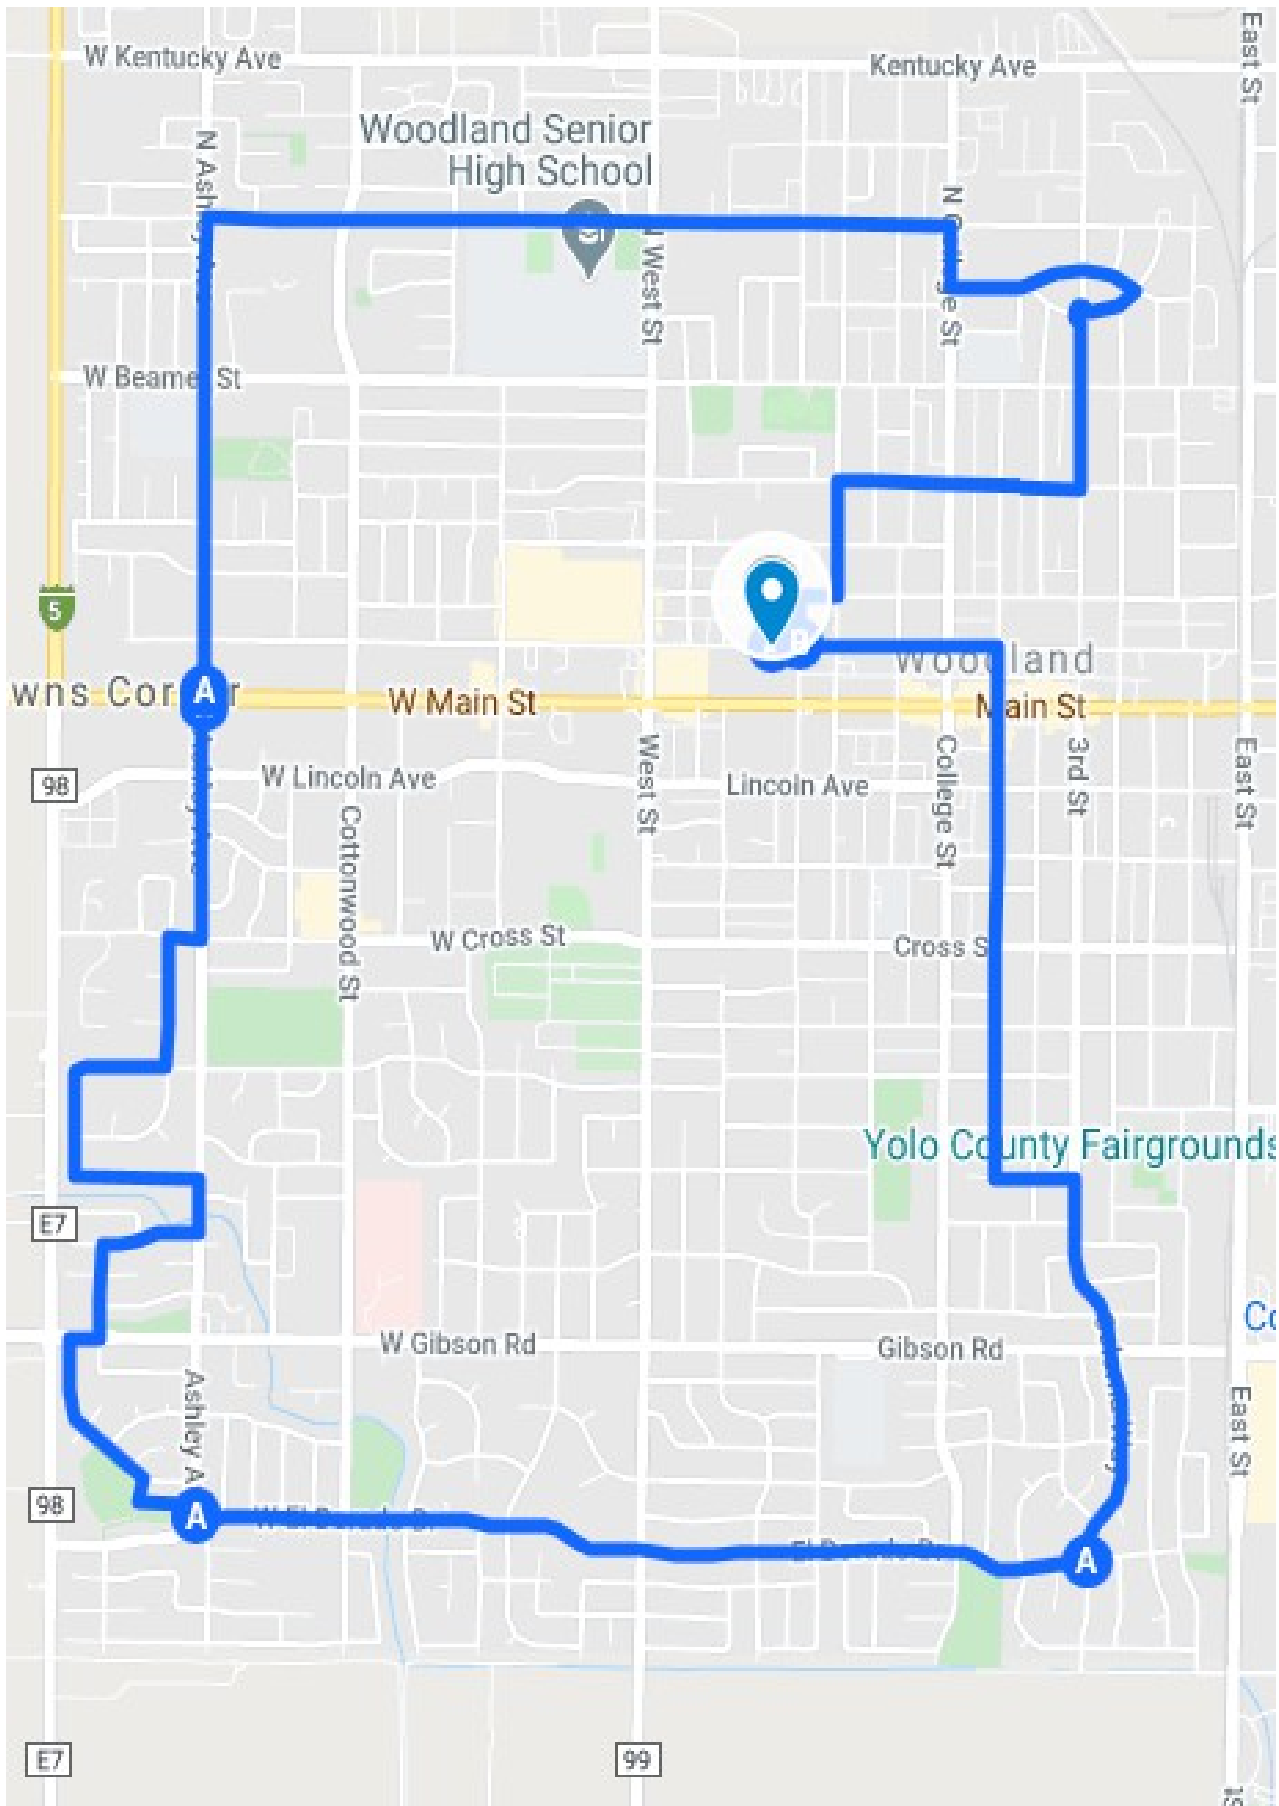 W Kentucky Ave
Kentucky Ave
East St
Woodland Senior
High School
N West St
W Beamer St
5
Woodland
A
W Main St
Main St
98
W Lincoln Ave
Lincoln Ave
West St
College St
3rd St
East St
Cottonwood St
W Cross St
Cross S
Yolo County Fairgrounds
E7
W Gibson Rd
Gibson Rd
Ashley A
East St
98
A
A
E7
99